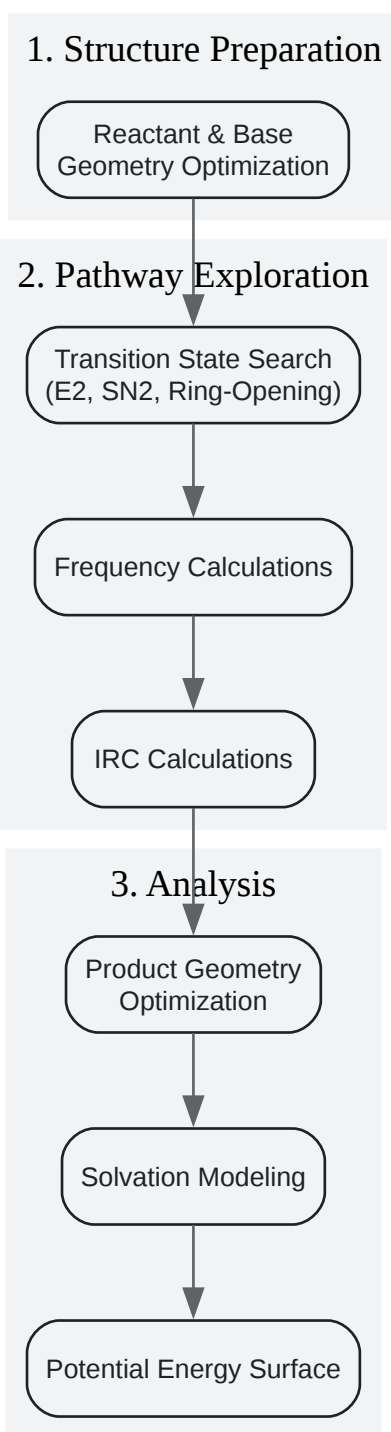 1. Structure Preparation
Reactant & Base
Geometry Optimization
2. Pathway Exploration
Transition State Search
(E2, SN2, Ring-Opening)
Frequency Calculations
IRC Calculations
3. Analysis
Product Geometry
Optimization
Solvation Modeling
Potential Energy Surface